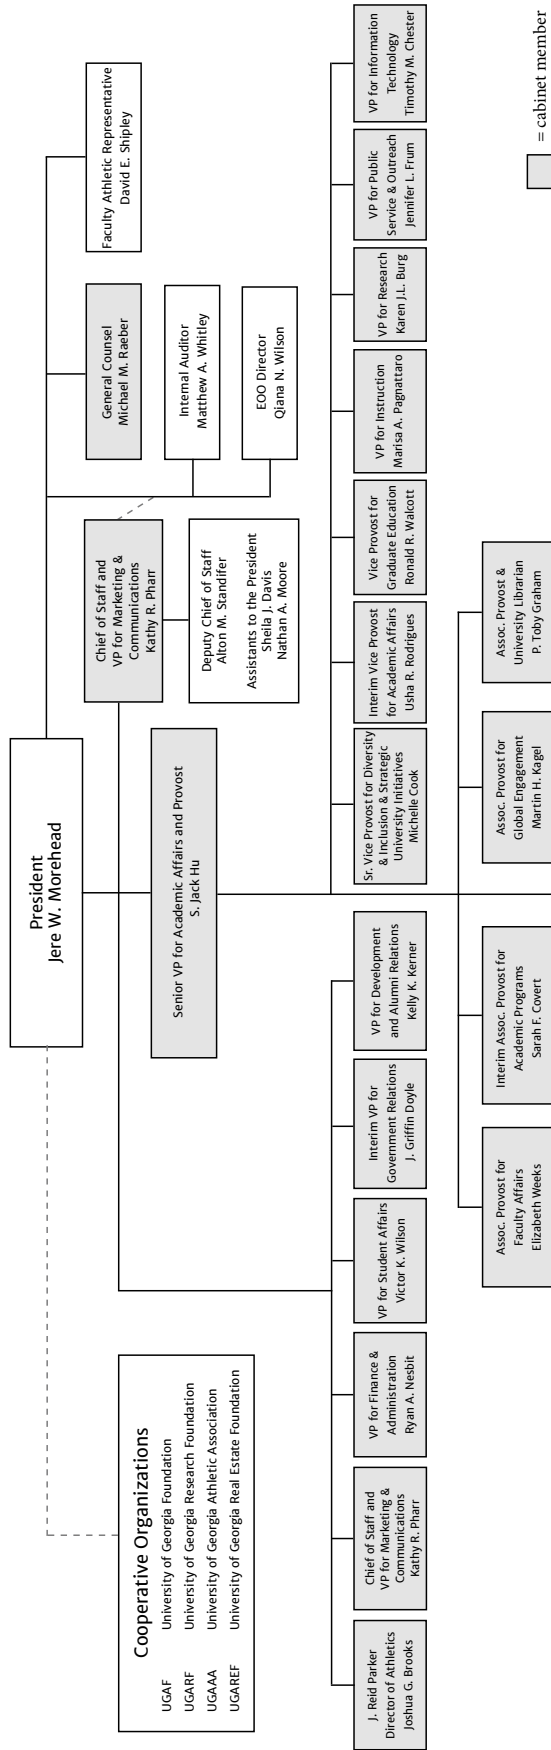 President
Jere W. Morehead
Cooperative Organizations
UGAF University of Georgia Foundation
UGARF University of Georgia Research Foundation
UGAAA University of Georgia Athletic Association
UGAREF University of Georgia Real Estate Foundation
Chief of Staff and
VP for Marketing &
Communications
Kathy R. Pharr
General Counsel
Michael M. Raeber
Faculty Athletic Representative
David E. Shipley
Senior VP for Academic Affairs and Provost
S. Jack Hu
Deputy Chief of Staff
Alton M. Standifer
Assistants to the President
Sheila J. Davis
Nathan A. Moore
Internal Auditor
Matthew A. Whitley
EOO Director
Qiana N. Wilson
J. Reid Parker
Director of Athletics
Joshua G. Brooks
Chief of Staff and
VP for Marketing &
Communications
Kathy R. Pharr
VP for Finance &
Administration
Ryan A. Nesbit
VP for Student Affairs
Victor K. Wilson
Interim VP for
Government Relations
J. Griffin Doyle
VP for Development
and Alumni Relations
Kelly K. Kerner
Sr. Vice Provost for Diversity
& Inclusion & Strategic
University Initiatives
Michelle Cook
Interim Vice Provost
for Academic Affairs
Usha R. Rodrigues
Vice Provost for
Graduate Education
Ronald R. Walcott
VP for Instruction
Marisa A. Pagnattaro
VP for Research
Karen J.L. Burg
VP for Public
Service & Outreach
Jennifer L. Frum
VP for Information
Technology
Timothy M. Chester
Assoc. Provost for
Faculty Affairs
Elizabeth Weeks
Interim Assoc. Provost for
Academic Programs
Sarah F. Covert
Assoc. Provost for
Global Engagement
Martin H. Kagel
Assoc. Provost &
University Librarian
P. Toby Graham
= cabinet member